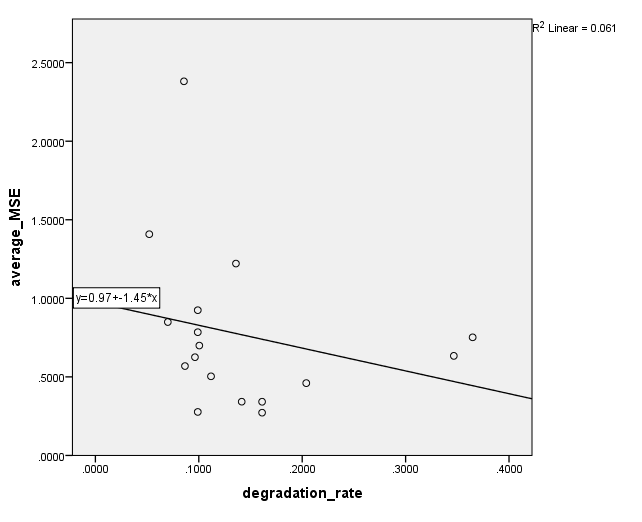 R2 Linear = 0.061
2.5000
2.0000
1.5000
average_MSE
y=0.97+-1.45*x
1.0000
.5000
.0000
.0000 .1000 .2000 .3000 .4000
degradation_rate